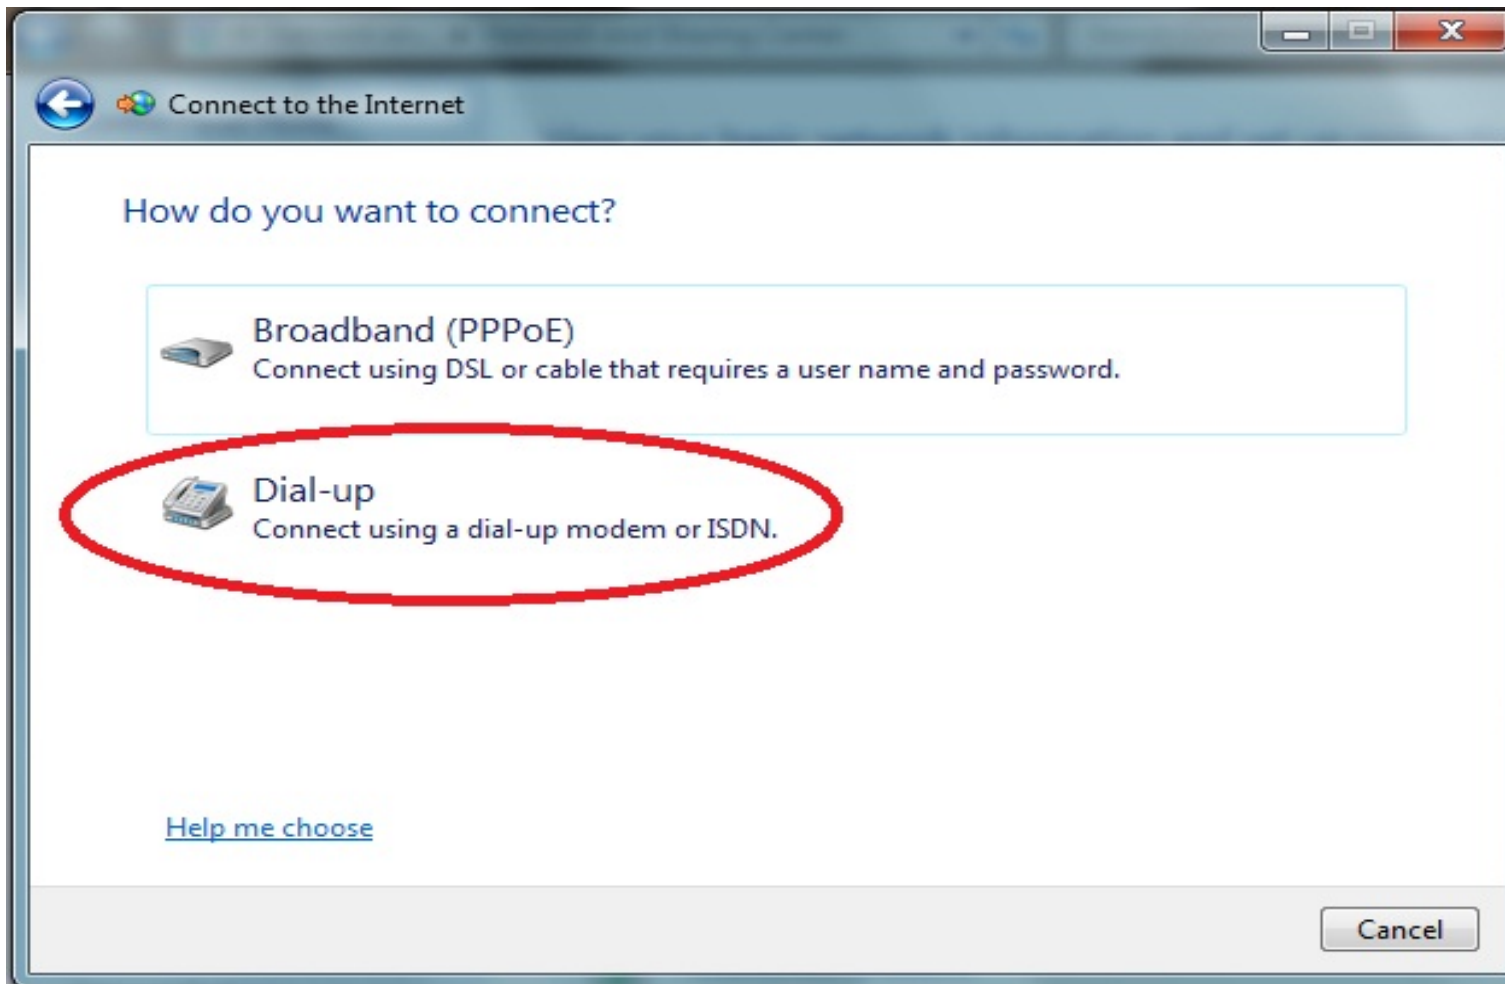 Connect to the Internet
How do you want to connect?
Broadband (PPPoE)
Connect using DSL or cable that requires a user name and password.
Dial-up
Connect using a dial-up modem or ISDN.
Help me choose
Cancel